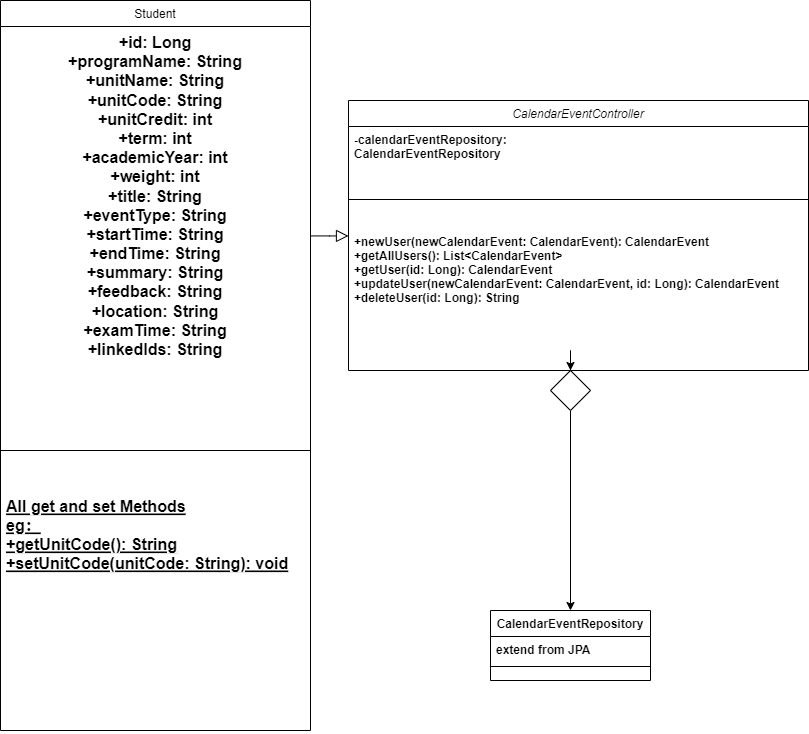 Student
+id: Long
+programName: String
+unitName: String
+unitCode: String
+unitCredit: int
+term: int
+academicYear: int
+weight: int
+title: String
+eventType: String
+startTime: String
+endTime: String
+summary: String
+feedback: String
+location: String
+examTime: String
+linkedIds: String
All get and set Methods
eg:
+getUnitCode(): String
+setUnitCode(unitCode: String): void
CalendarEventController
-calendarEventRepository:
CalendarEventRepository
+newUser(newCalendarEvent: CalendarEvent): CalendarEvent
+getAllUsers(): List<CalendarEvent>
+getUser(id: Long): CalendarEvent
+updateUser(newCalendarEvent: CalendarEvent, id: Long): CalendarEvent
+deleteUser(id: Long): String
CalendarEventRepository
extend from JPA